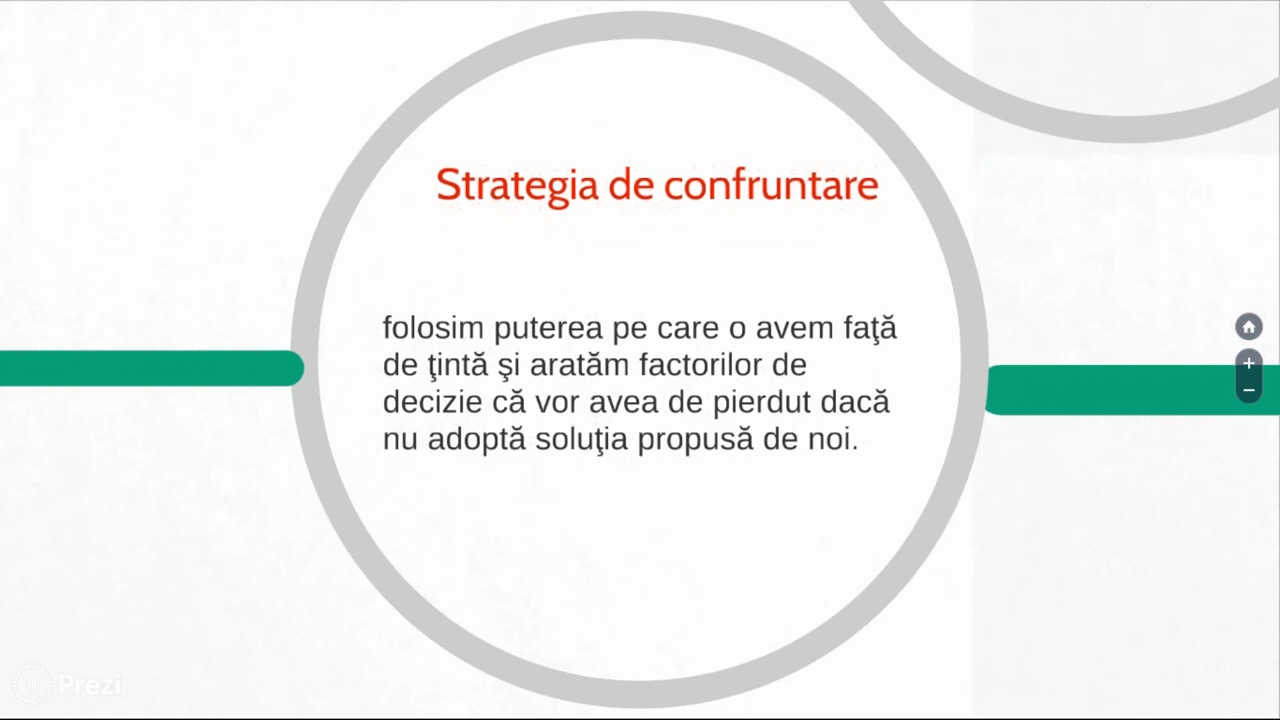 Strategia de confruntare
folosim puterea pe care o avem faţă
de ţintă şi aratăm factorilor de
decizie că vor avea de pierdut dacă
nu adoptă soluţia propusă de noi.
Prezi